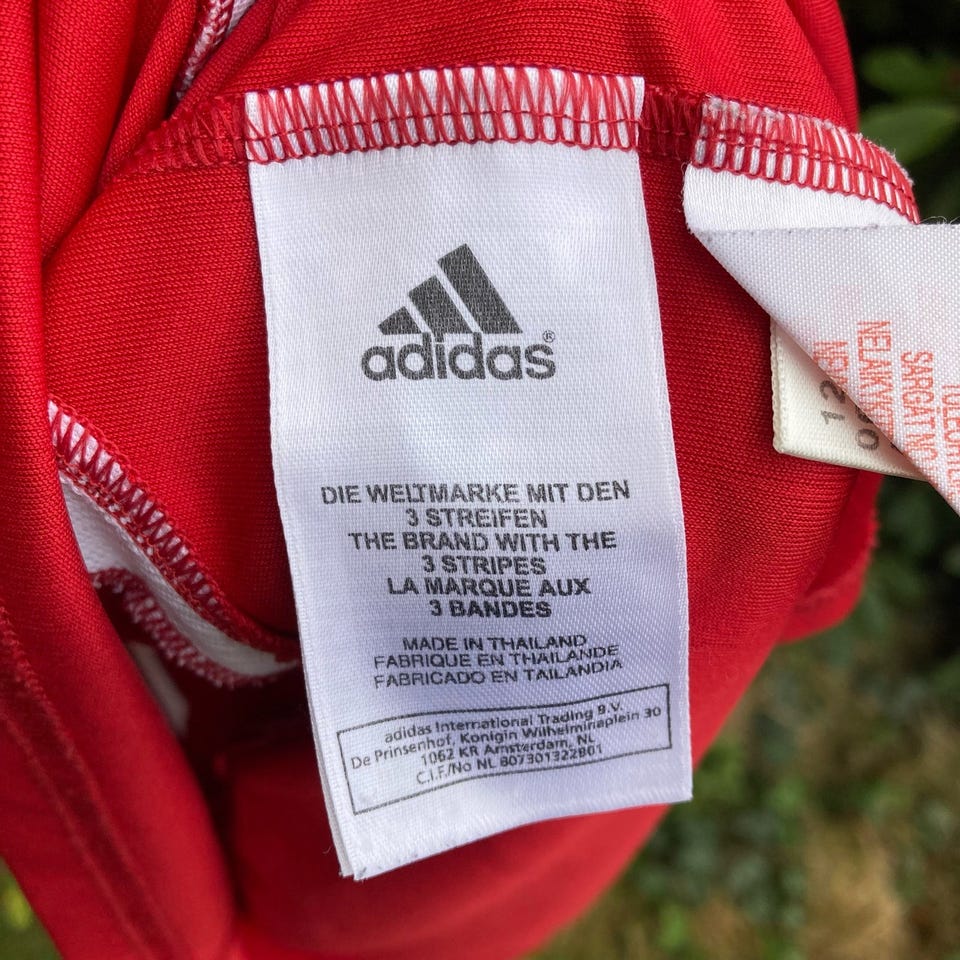 adidas®
DIE WELTMARKE MIT DEN
3 STREIFEN
THE BRAND WITH THE
3 STRIPES
LA MARQUE AUX
3 BANDES
MADE IN THAILAND
FABRIQUE EN THAILANDE
FABRICADO EN TAILANDIA
adidas International Trading B.V.
De Prinsenhof, Konigin Wilhelminaplein 30
1062 KR Amsterdam, NL
C.I.F./No NL 807301322B01
SARGAT NO